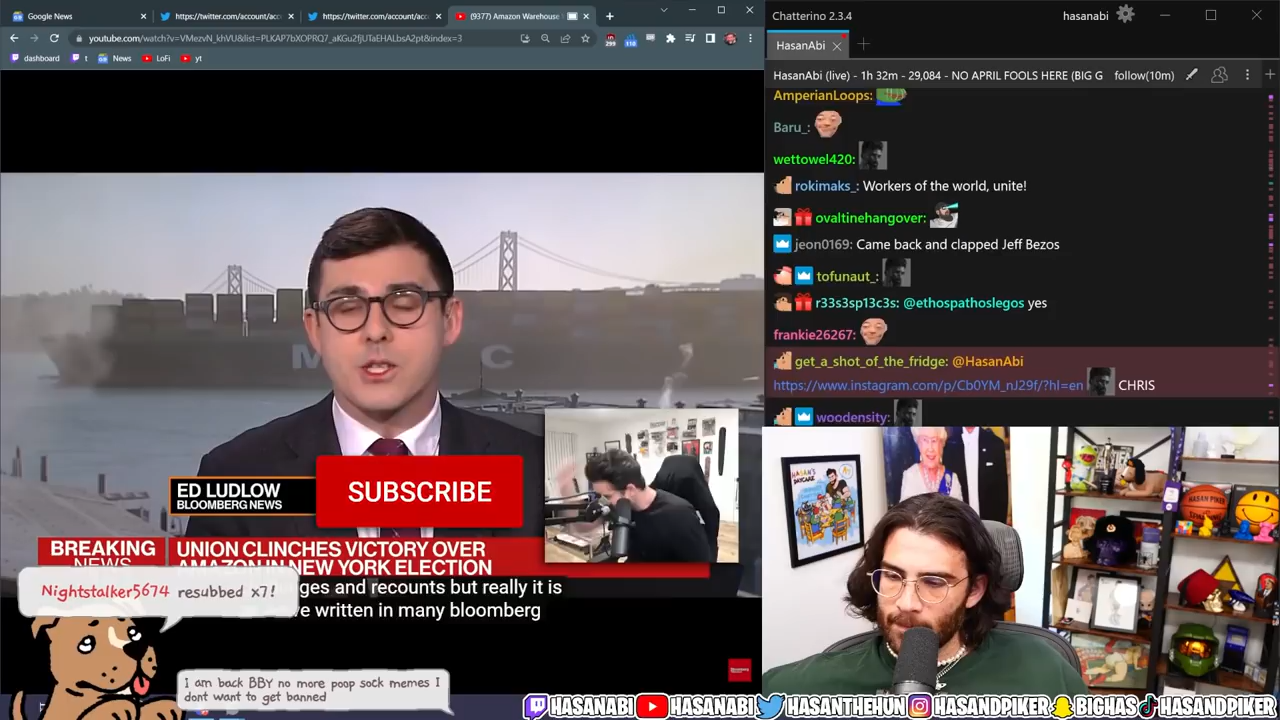 Google News
https://twitter.com/account/acc
https://twitter.com/account/acc
(9377) Amazon Warehouse
youtube.com/watch?v=VMezvN_khVU&list=PLKAP7bXOPRQ7_aKGu2fjUTaEHALbsA2pt&index=3
299
dashboard
t
News
LoFi
yt
Chatterino 2.3.4
hasanabi
HasanAbi
HasanAbi (live) - 1h 32m - 29,084 - NO APRIL FOOLS HERE (BIG G
follow(10m)
AmperianLoops:
Baru_:
wettowel420:
rokimaks_: Workers of the world, unite!
ovaltinehangover:
jeon0169: Came back and clapped Jeff Bezos
tofunaut_:
r33s3sp13c3s: @ethospathoslegos yes
frankie26267:
get_a_shot_of_the_fridge: @HasanAbi
https://www.instagram.com/p/Cb0YM_nJ29f/?hl=en CHRIS
woodensity:
ED LUDLOW
BLOOMBERG NEWS
SUBSCRIBE
BREAKING
NEWS
UNION CLINCHES VICTORY OVER
AMAZON IN NEW YORK ELECTION
nges and recounts but really it is
ve written in many bloomberg
Nightstalker5674 resubbed x7!
I am back BBY no more poop sock memes I
dont want to get banned
HASAN PIKER
HASANABI
HASANABI
HASANTHEHUN
HASANDPIKER
BIGHAS
HASANDPIKER